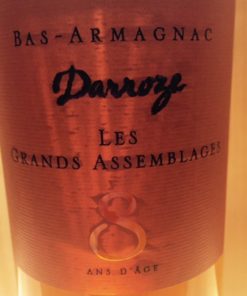 BAS-ARMAGNAC
Darroze
LES
GRANDS ASSEMBLAGES
8
ANS D'ÂGE